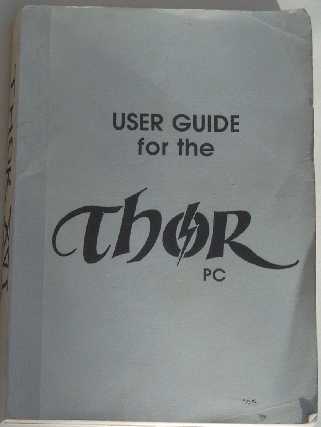 USER GUIDE
for the
ThOR
PC